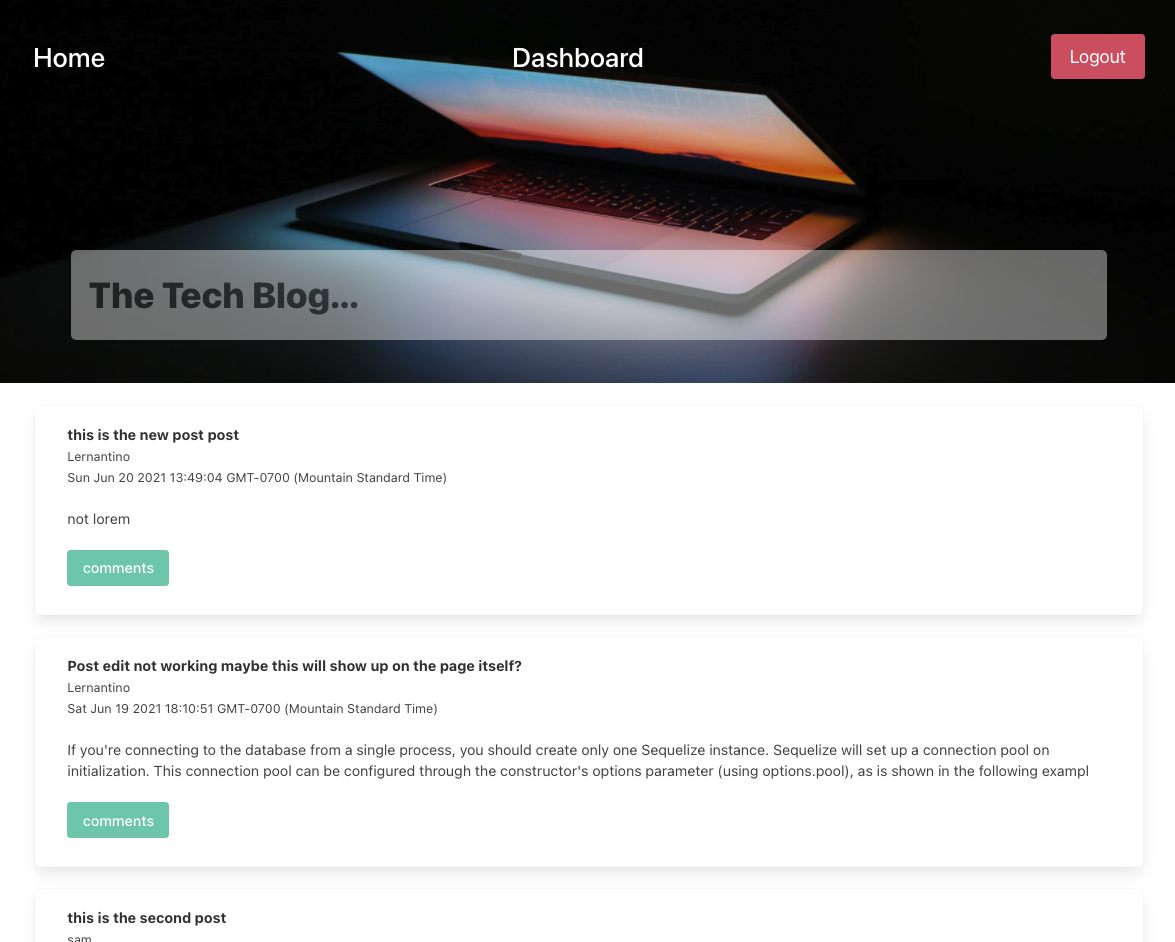 Home
Dashboard
Logout
The Tech Blog...
this is the new post post
Lernantino
Sun Jun 20 2021 13:49:04 GMT-0700 (Mountain Standard Time)
not lorem
comments
Post edit not working maybe this will show up on the page itself?
Lernantino
Sat Jun 19 2021 18:10:51 GMT-0700 (Mountain Standard Time)
If you're connecting to the database from a single process, you should create only one Sequelize instance. Sequelize will set up a connection pool on
initialization. This connection pool can be configured through the constructor's options parameter (using options.pool), as is shown in the following exampl
comments
this is the second post
sam